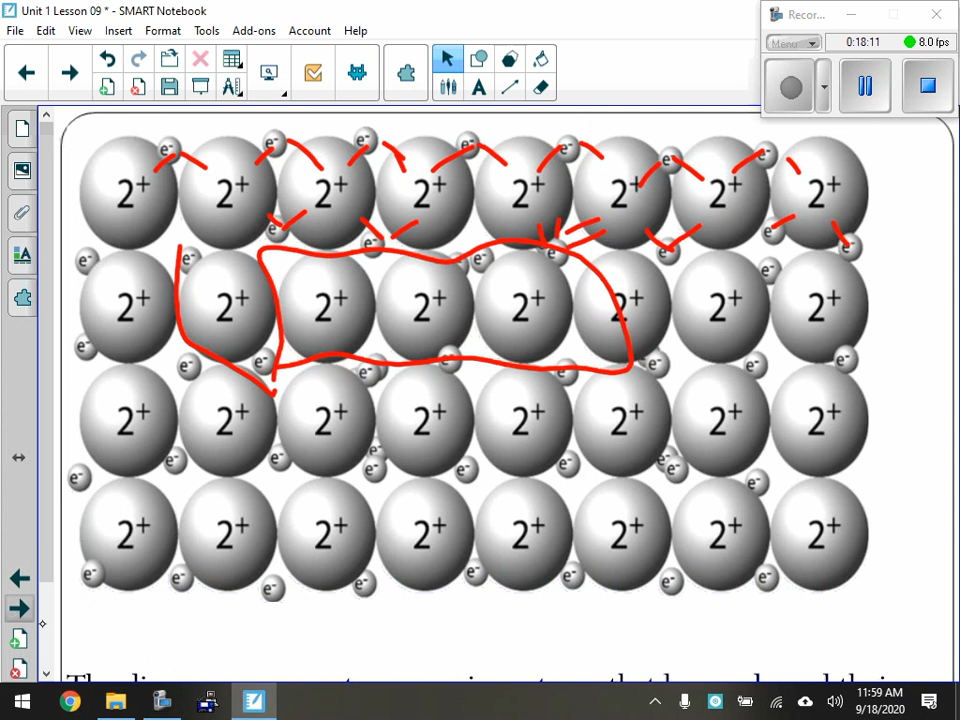 Unit 1 Lesson 09 * - SMART Notebook
Recor...
File Edit View Insert Format Tools Add-ons Account Help
Menu 0:18:11 8.0 fps
e- e- e- e- e- e- e-
2+ 2+ 2+ 2+ 2+ 2+ 2+ 2+
e- e- e- e- e- e-
e- e- e- e-
2+ 2+ 2+ 2+ 2+ 2+ 2+ 2+
e- e- e- e- e- e- e- e-
2+ 2+ 2+ 2+ 2+ 2+ 2+ 2+
e- e- e- e- e- e- e- e- e- e-
2+ 2+ 2+ 2+ 2+ 2+ 2+ 2+
e- e- e- e- e- e- e- e-
11:59 AM
9/18/2020